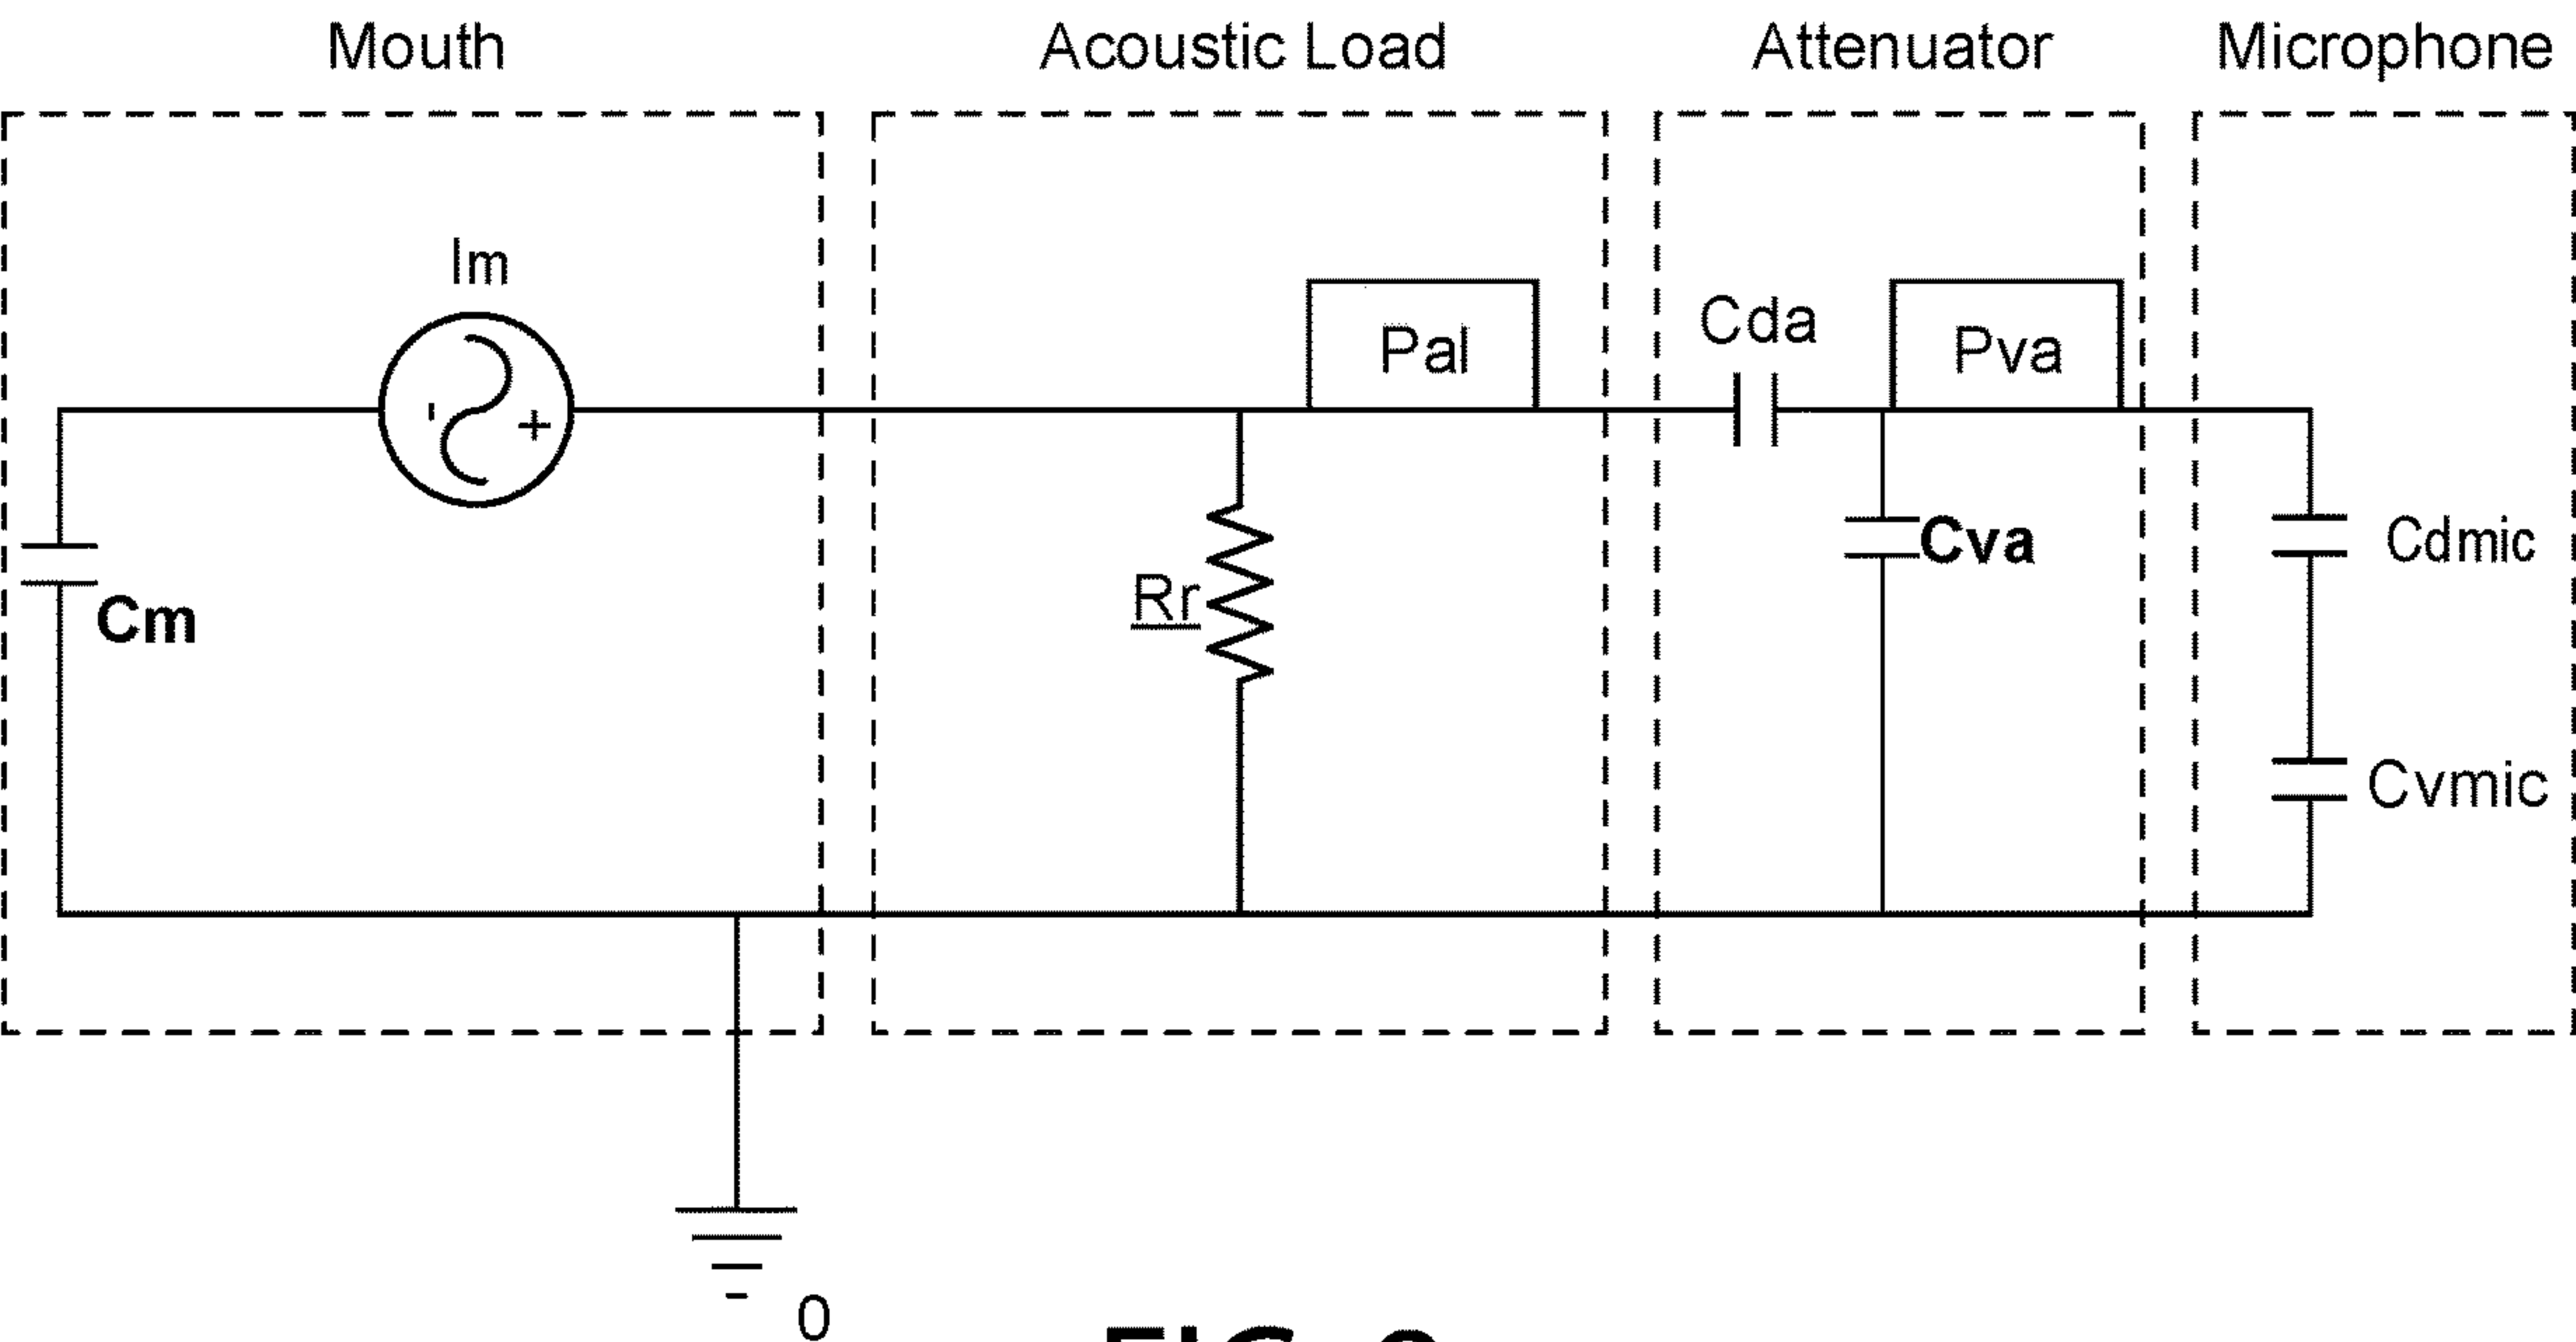 Mouth
Acoustic Load
Attenuator
Microphone
Im
- +
Cm
Rr
Pal
Cda
Pva
Cva
Cdmic
Cvmic
0